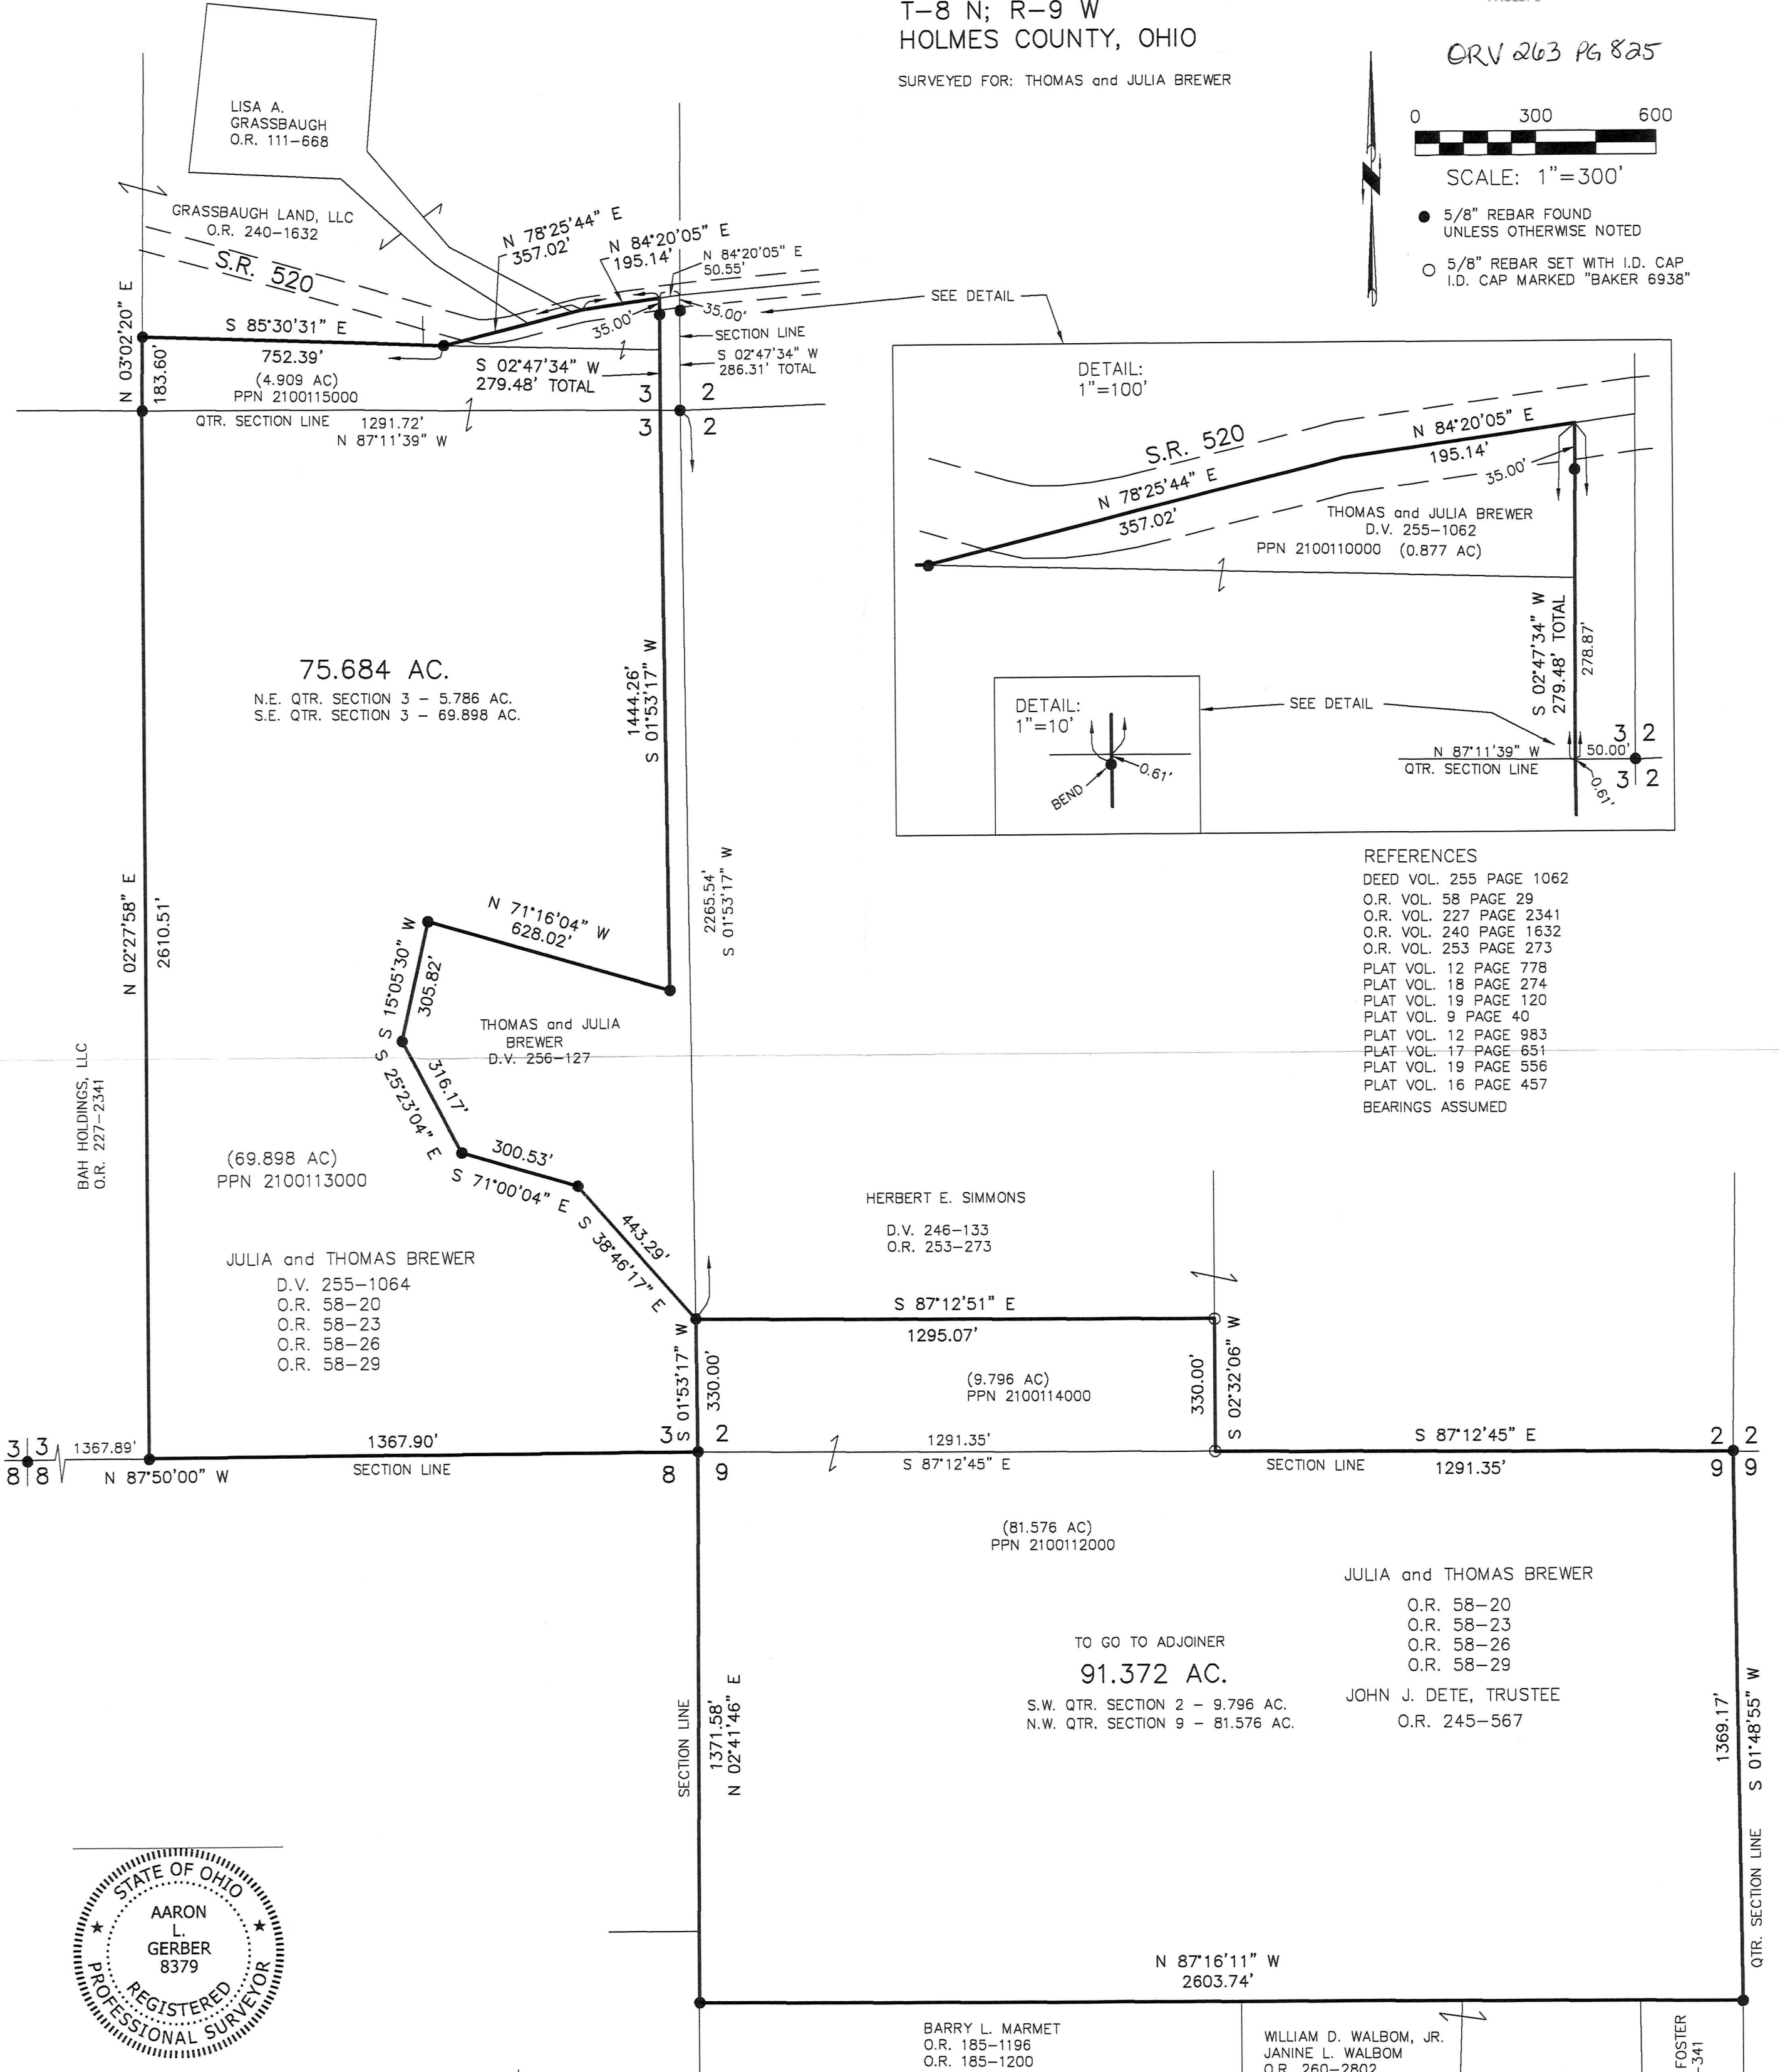 T-8 N; R-9 W
HOLMES COUNTY, OHIO
SURVEYED FOR: THOMAS and JULIA BREWER
ORV 263 PG 825
0 300 600
SCALE: 1"=300'
5/8" REBAR FOUND
UNLESS OTHERWISE NOTED
5/8" REBAR SET WITH I.D. CAP
I.D. CAP MARKED "BAKER 6938"
LISA A.
GRASSBAUGH
O.R. 111-668
GRASSBAUGH LAND, LLC
O.R. 240-1632
S.R. 520
N 78°25'44" E
357.02'
N 84°20'05" E
195.14'
N 84°20'05" E
50.55'
35.00'
35.00'
SEE DETAIL
SECTION LINE
S 02°47'34" W
286.31' TOTAL
S 02°47'34" W
279.48' TOTAL
N 03°02'20" E
183.60'
S 85°30'31" E
752.39'
(4.909 AC)
PPN 2100115000
3 2
3 2
QTR. SECTION LINE 1291.72'
N 87°11'39" W
DETAIL:
1"=100'
S.R. 520
N 84°20'05" E
195.14'
N 78°25'44" E
357.02'
35.00'
THOMAS and JULIA BREWER
D.V. 255-1062
PPN 2100110000 (0.877 AC)
S 02°47'34" W
279.48' TOTAL
278.87'
DETAIL:
1"=10'
BEND
0.61'
SEE DETAIL
N 87°11'39" W
QTR. SECTION LINE
50.00'
3 2
3 2
0.61'
75.684 AC.
N.E. QTR. SECTION 3 - 5.786 AC.
S.E. QTR. SECTION 3 - 69.898 AC.
1444.26'
S 01°53'17" W
2265.54'
S 01°53'17" W
N 02°27'58" E
2610.51'
N 71°16'04" W
628.02'
S 15°05'30" W
305.82'
THOMAS and JULIA
BREWER
D.V. 256-127
S 25°23'04" E
316.17'
300.53'
S 71°00'04" E
443.29'
S 38°46'17" E
REFERENCES
DEED VOL. 255 PAGE 1062
O.R. VOL. 58 PAGE 29
O.R. VOL. 227 PAGE 2341
O.R. VOL. 240 PAGE 1632
O.R. VOL. 253 PAGE 273
PLAT VOL. 12 PAGE 778
PLAT VOL. 18 PAGE 274
PLAT VOL. 19 PAGE 120
PLAT VOL. 9 PAGE 40
PLAT VOL. 12 PAGE 983
PLAT VOL. 17 PAGE 651
PLAT VOL. 19 PAGE 556
PLAT VOL. 16 PAGE 457
BEARINGS ASSUMED
BAH HOLDINGS, LLC
O.R. 227-2341
(69.898 AC)
PPN 2100113000
JULIA and THOMAS BREWER
D.V. 255-1064
O.R. 58-20
O.R. 58-23
O.R. 58-26
O.R. 58-29
HERBERT E. SIMMONS
D.V. 246-133
O.R. 253-273
S 87°12'51" E
1295.07'
S 01°53'17" W
330.00'
(9.796 AC)
PPN 2100114000
330.00'
S 02°32'06" W
3 3
8 8
1367.89'
N 87°50'00" W
1367.90'
SECTION LINE
3 2
8 9
1291.35'
S 87°12'45" E
SECTION LINE
S 87°12'45" E
1291.35'
2 2
9 9
(81.576 AC)
PPN 2100112000
JULIA and THOMAS BREWER
O.R. 58-20
O.R. 58-23
O.R. 58-26
O.R. 58-29
JOHN J. DETE, TRUSTEE
O.R. 245-567
TO GO TO ADJOINER
91.372 AC.
S.W. QTR. SECTION 2 - 9.796 AC.
N.W. QTR. SECTION 9 - 81.576 AC.
SECTION LINE
1371.58'
N 02°41'46" E
1369.17'
S 01°48'55" W
QTR. SECTION LINE
STATE OF OHIO
AARON
L.
GERBER
8379
REGISTERED
PROFESSIONAL SURVEYOR
N 87°16'11" W
2603.74'
BARRY L. MARMET
O.R. 185-1196
O.R. 185-1200
WILLIAM D. WALBOM, JR.
JANINE L. WALBOM
O.R. 260-2802
FOSTER
-341